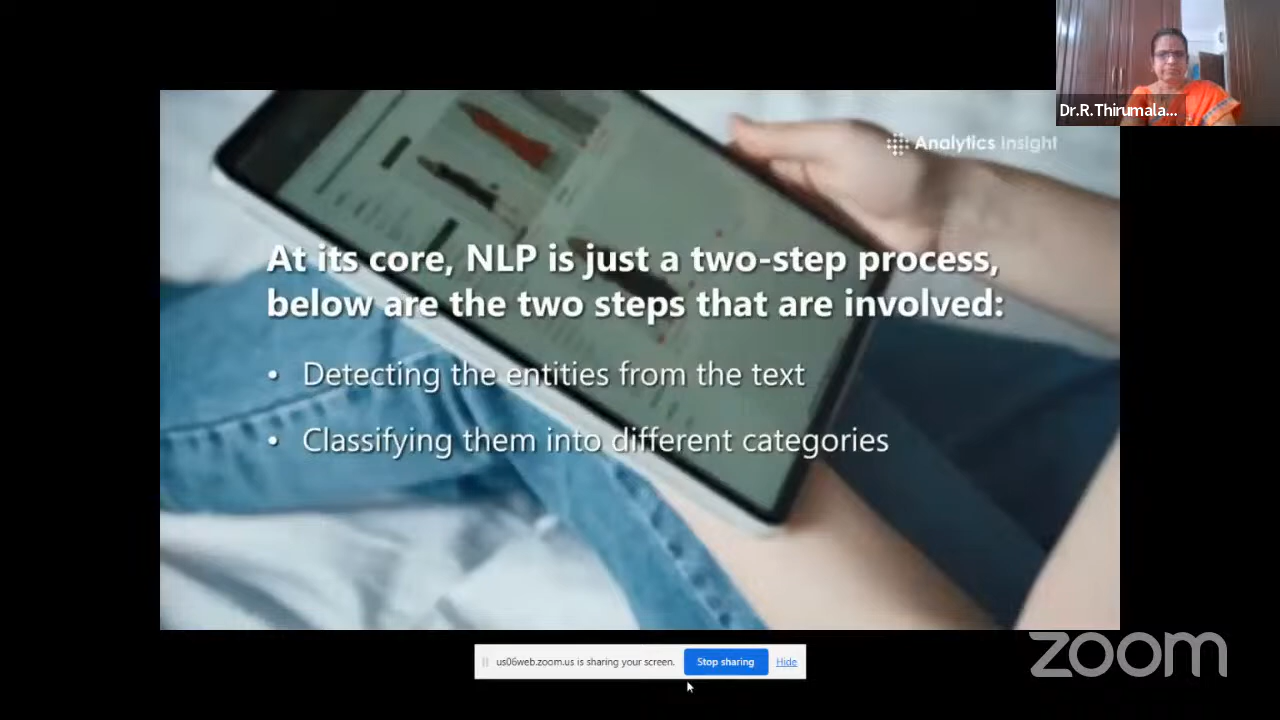 Dr.R.Thirumala...
Analytics Insight
At its core, NLP is just a two-step process,
below are the two steps that are involved:
• Detecting the entities from the text
• Classifying them into different categories
us06web.zoom.us is sharing your screen.
Stop sharing
Hide
zoom